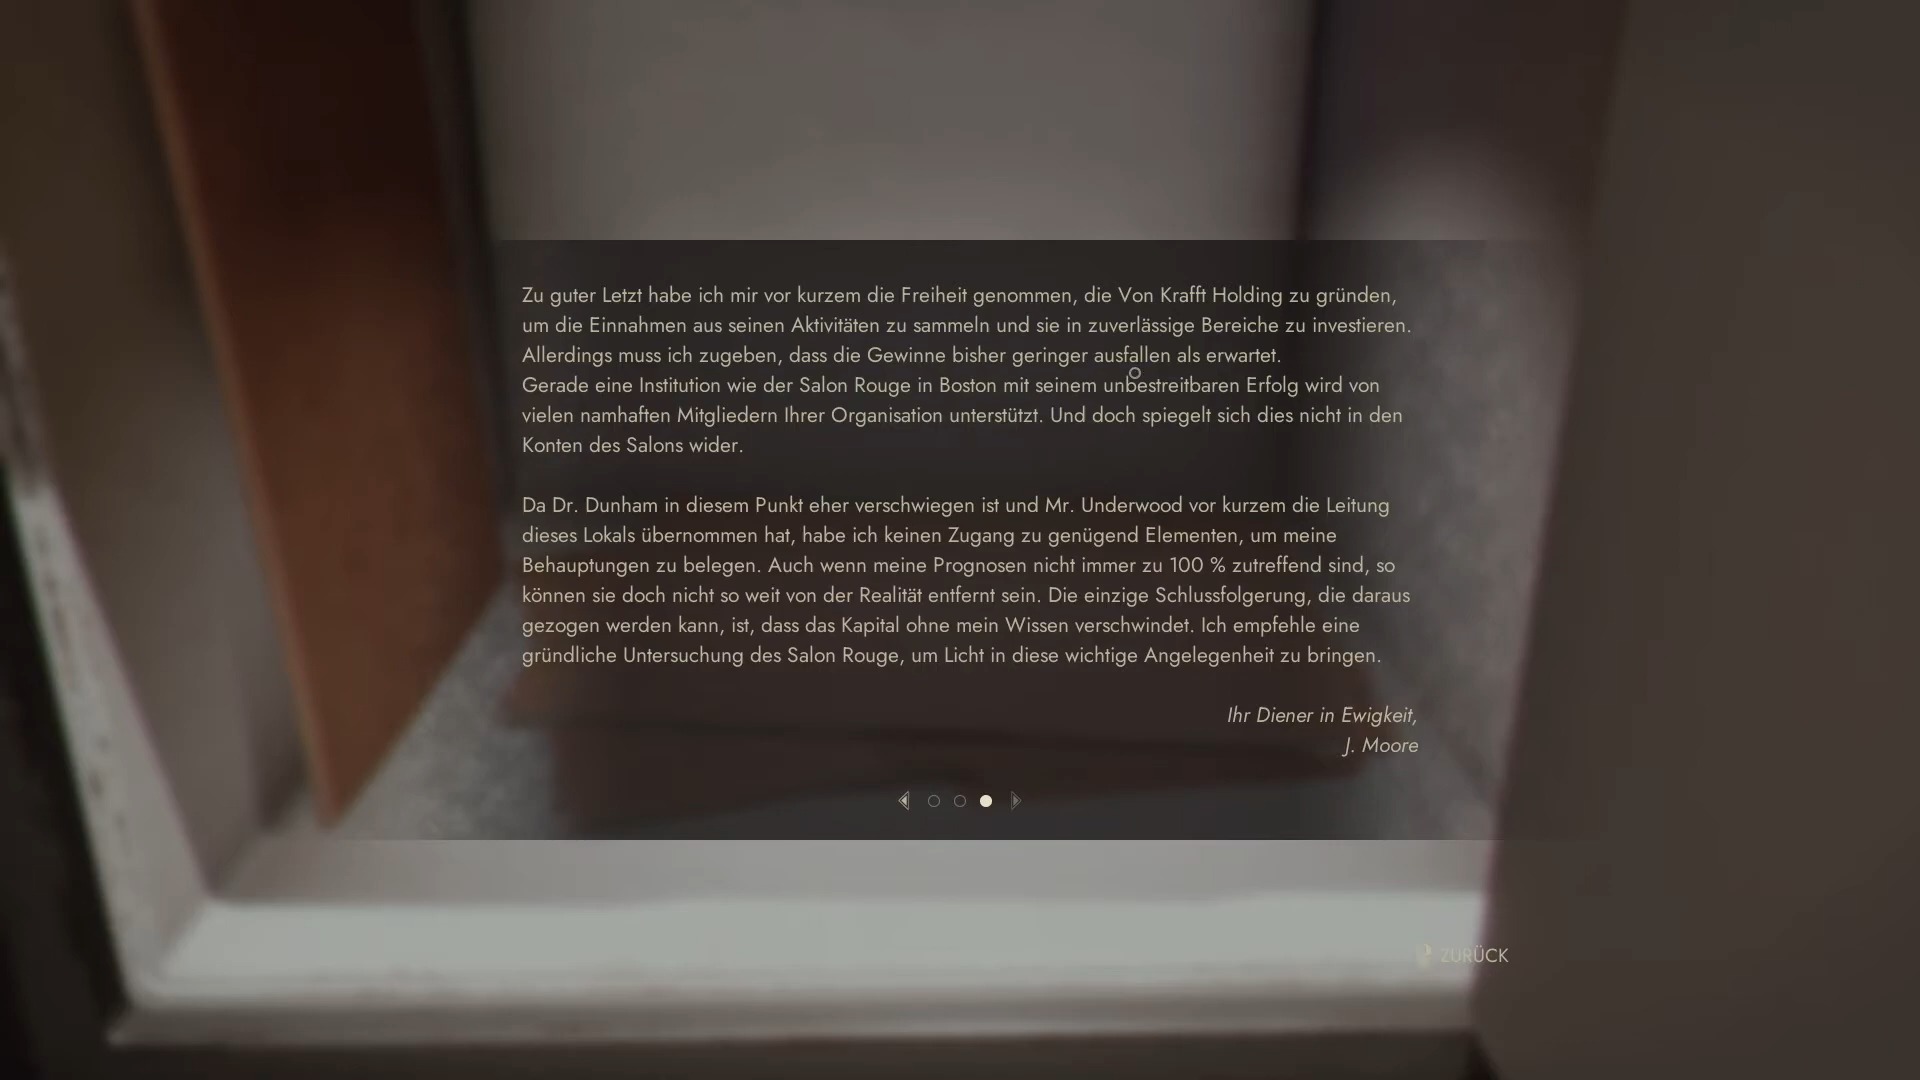 Zu guter Letzt habe ich mir vor kurzem die Freiheit genommen, die Von Krafft Holding zu gründen,
um die Einnahmen aus seinen Aktivitäten zu sammeln und sie in zuverlässige Bereiche zu investieren.
Allerdings muss ich zugeben, dass die Gewinne bisher geringer ausfallen als erwartet.
Gerade eine Institution wie der Salon Rouge in Boston mit seinem unbestreitbaren Erfolg wird von
vielen namhaften Mitgliedern Ihrer Organisation unterstützt. Und doch spiegelt sich dies nicht in den
Konten des Salons wider.
Da Dr. Dunham in diesem Punkt eher verschwiegen ist und Mr. Underwood vor kurzem die Leitung
dieses Lokals übernommen hat, habe ich keinen Zugang zu genügend Elementen, um meine
Behauptungen zu belegen. Auch wenn meine Prognosen nicht immer zu 100 % zutreffend sind, so
können sie doch nicht so weit von der Realität entfernt sein. Die einzige Schlussfolgerung, die daraus
gezogen werden kann, ist, dass das Kapital ohne mein Wissen verschwindet. Ich empfehle eine
gründliche Untersuchung des Salon Rouge, um Licht in diese wichtige Angelegenheit zu bringen.
Ihr Diener in Ewigkeit,
J. Moore
ZURÜCK